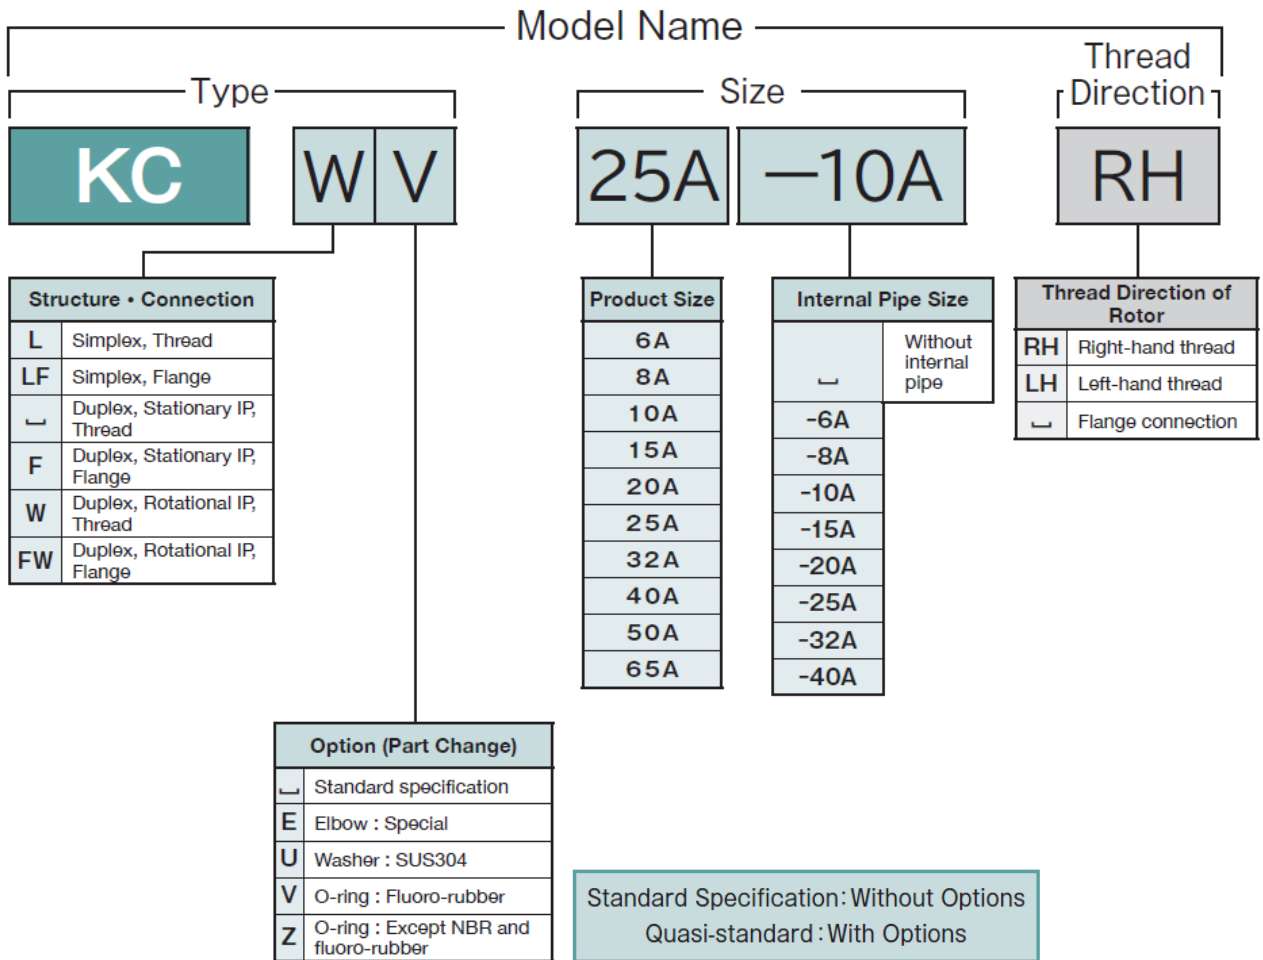 Model Name
Type
Size
Thread
Direction
KC
W
V
25A
−10A
RH
Structure • Connection
L Simplex, Thread
LF Simplex, Flange
⎵ Duplex, Stationary IP,
Thread
F Duplex, Stationary IP,
Flange
W Duplex, Rotational IP,
Thread
FW Duplex, Rotational IP,
Flange
Product Size
6A
8A
10A
15A
20A
25A
32A
40A
50A
65A
Internal Pipe Size
⎵ Without
internal
pipe
-6A
-8A
-10A
-15A
-20A
-25A
-32A
-40A
Thread Direction of
Rotor
RH Right-hand thread
LH Left-hand thread
⎵ Flange connection
Option (Part Change)
⎵ Standard specification
E Elbow : Special
U Washer : SUS304
V O-ring : Fluoro-rubber
Z O-ring : Except NBR and
fluoro-rubber
Standard Specification : Without Options
Quasi-standard : With Options